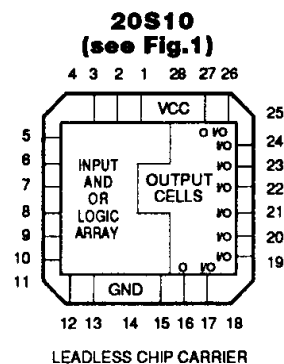 20S10
(see Fig.1)
4 3 2 1 28 27 26
VCC
25
O I/O
5
I/O
24
6
INPUT
AND
OR
LOGIC
ARRAY
OUTPUT
CELLS
I/O
23
7
I/O
22
8
I/O
21
9
I/O
20
10
I/O
19
11
O I/O
GND
12 13 14 15 16 17 18
LEADLESS CHIP CARRIER